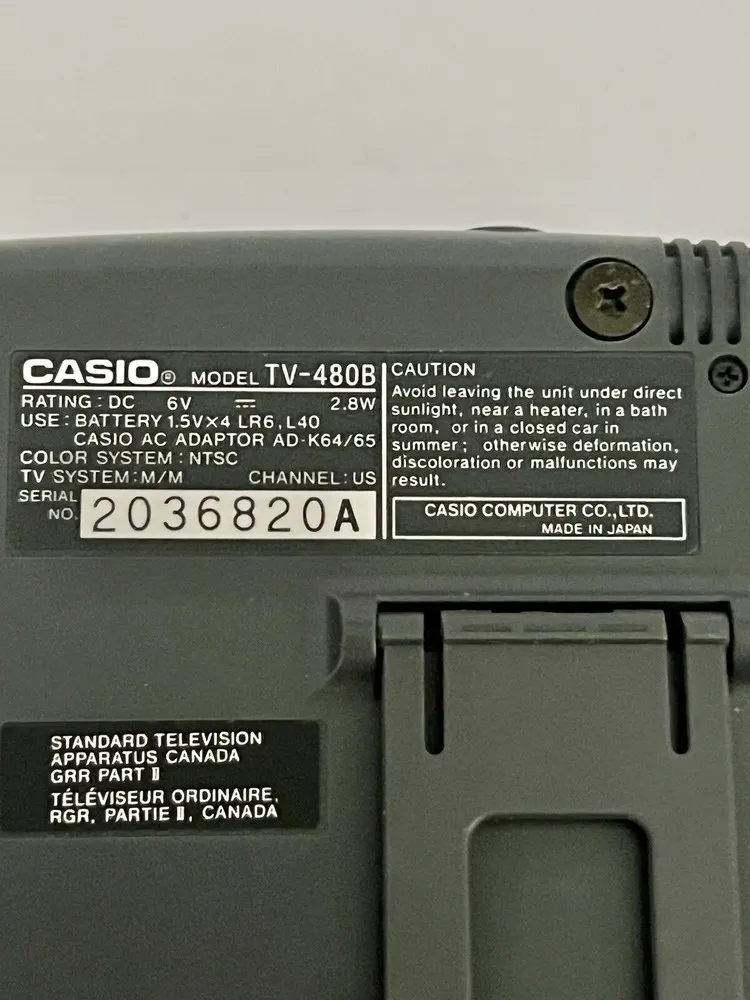 CASIO® MODEL TV-480B
RATING: DC 6V ⎓ 2.8W
USE: BATTERY 1.5V×4 LR6, L40
CASIO AC ADAPTOR AD-K64/65
COLOR SYSTEM: NTSC
TV SYSTEM: M/M CHANNEL: US
SERIAL
NO. 2036820A
CAUTION
Avoid leaving the unit under direct
sunlight, near a heater, in a bath
room, or in a closed car in
summer; otherwise deformation,
discoloration or malfunctions may
result.
CASIO COMPUTER CO.,LTD.
MADE IN JAPAN
STANDARD TELEVISION
APPARATUS CANADA
GRR PART II
TÉLÉVISEUR ORDINAIRE,
RGR, PARTIE II, CANADA